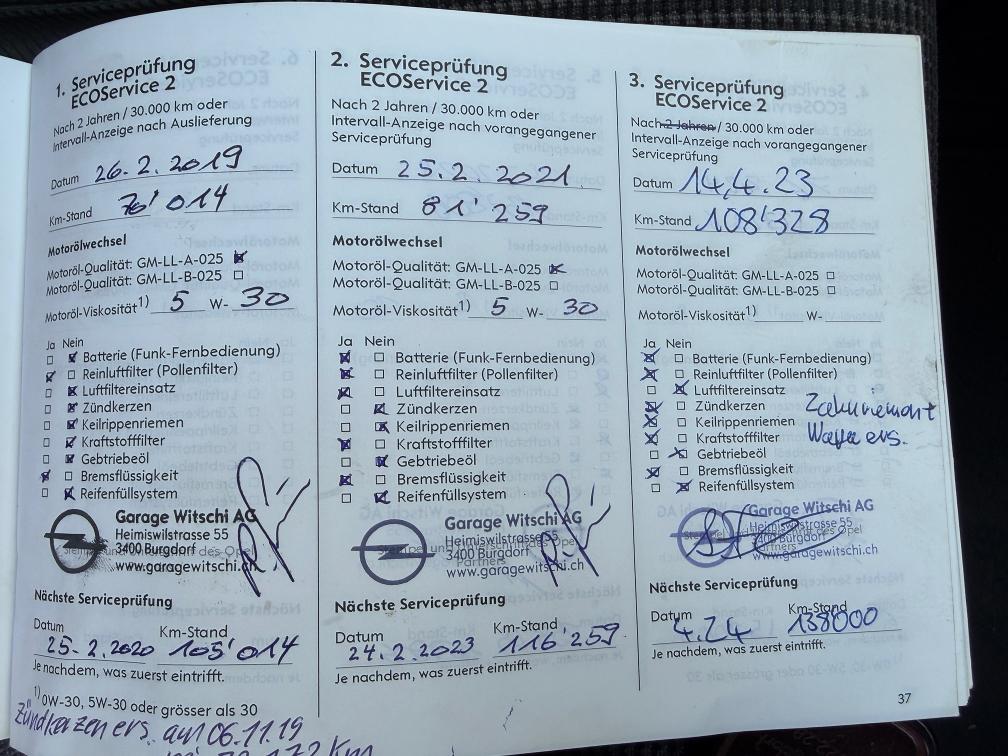 1. Serviceprüfung
ECOService 2
Nach 2 Jahren / 30.000 km oder
Intervall-Anzeige nach Auslieferung
Datum 26.2.2019
Km-Stand 70'014
Motorölwechsel
Motoröl-Qualität: GM-LL-A-025
Motoröl-Qualität: GM-LL-B-025
Motoröl-Viskosität1) 5 W- 30
Ja Nein
Batterie (Funk-Fernbedienung)
Reinluftfilter (Pollenfilter)
Luftfiltereinsatz
Zündkerzen
Keilrippenriemen
Kraftstofffilter
Gebtriebeöl
Bremsflüssigkeit
Reifenfüllsystem
Garage Witschi AG
Heimiswilstrasse 55
3400 Burgdorf
www.garagewitschi.ch
Nächste Serviceprüfung
Datum Km-Stand
25.2.2020 105'014
Je nachdem, was zuerst eintrifft.
1) 0W-30, 5W-30 oder grösser als 30
Zündkerzen ers. am 06.11.19
Km
2. Serviceprüfung
ECOService 2
Nach 2 Jahren / 30.000 km oder
Intervall-Anzeige nach vorangegangener
Serviceprüfung
Datum 25.2.2021
Km-Stand 81'259
Motorölwechsel
Motoröl-Qualität: GM-LL-A-025
Motoröl-Qualität: GM-LL-B-025
Motoröl-Viskosität1) 5 W- 30
Ja Nein
Batterie (Funk-Fernbedienung)
Reinluftfilter (Pollenfilter)
Luftfiltereinsatz
Zündkerzen
Keilrippenriemen
Kraftstofffilter
Gebtriebeöl
Bremsflüssigkeit
Reifenfüllsystem
Garage Witschi AG
Heimiswilstrasse 55
3400 Burgdorf
Partners
www.garagewitschi.ch
Nächste Serviceprüfung
Datum Km-Stand
24.2.2023 116'259
Je nachdem, was zuerst eintrifft.
3. Serviceprüfung
ECOService 2
Nach 2 Jahren / 30.000 km oder
Intervall-Anzeige nach vorangegangener
Serviceprüfung
Datum 14.4.23
Km-Stand 108'328
Motorölwechsel
Motoröl-Qualität: GM-LL-A-025
Motoröl-Qualität: GM-LL-B-025
Motoröl-Viskosität1) W-
Ja Nein
Batterie (Funk-Fernbedienung)
Reinluftfilter (Pollenfilter)
Luftfiltereinsatz
Zündkerzen
Keilrippenriemen
Kraftstofffilter
Gebtriebeöl
Bremsflüssigkeit
Reifenfüllsystem
ers.
Garage Witschi AG
Heimiswilstrasse 55
3400 Burgdorf
www.garagewitschi.ch
Nächste Serviceprüfung
Datum Km-Stand
4.24 138000
Je nachdem, was zuerst eintrifft.
37